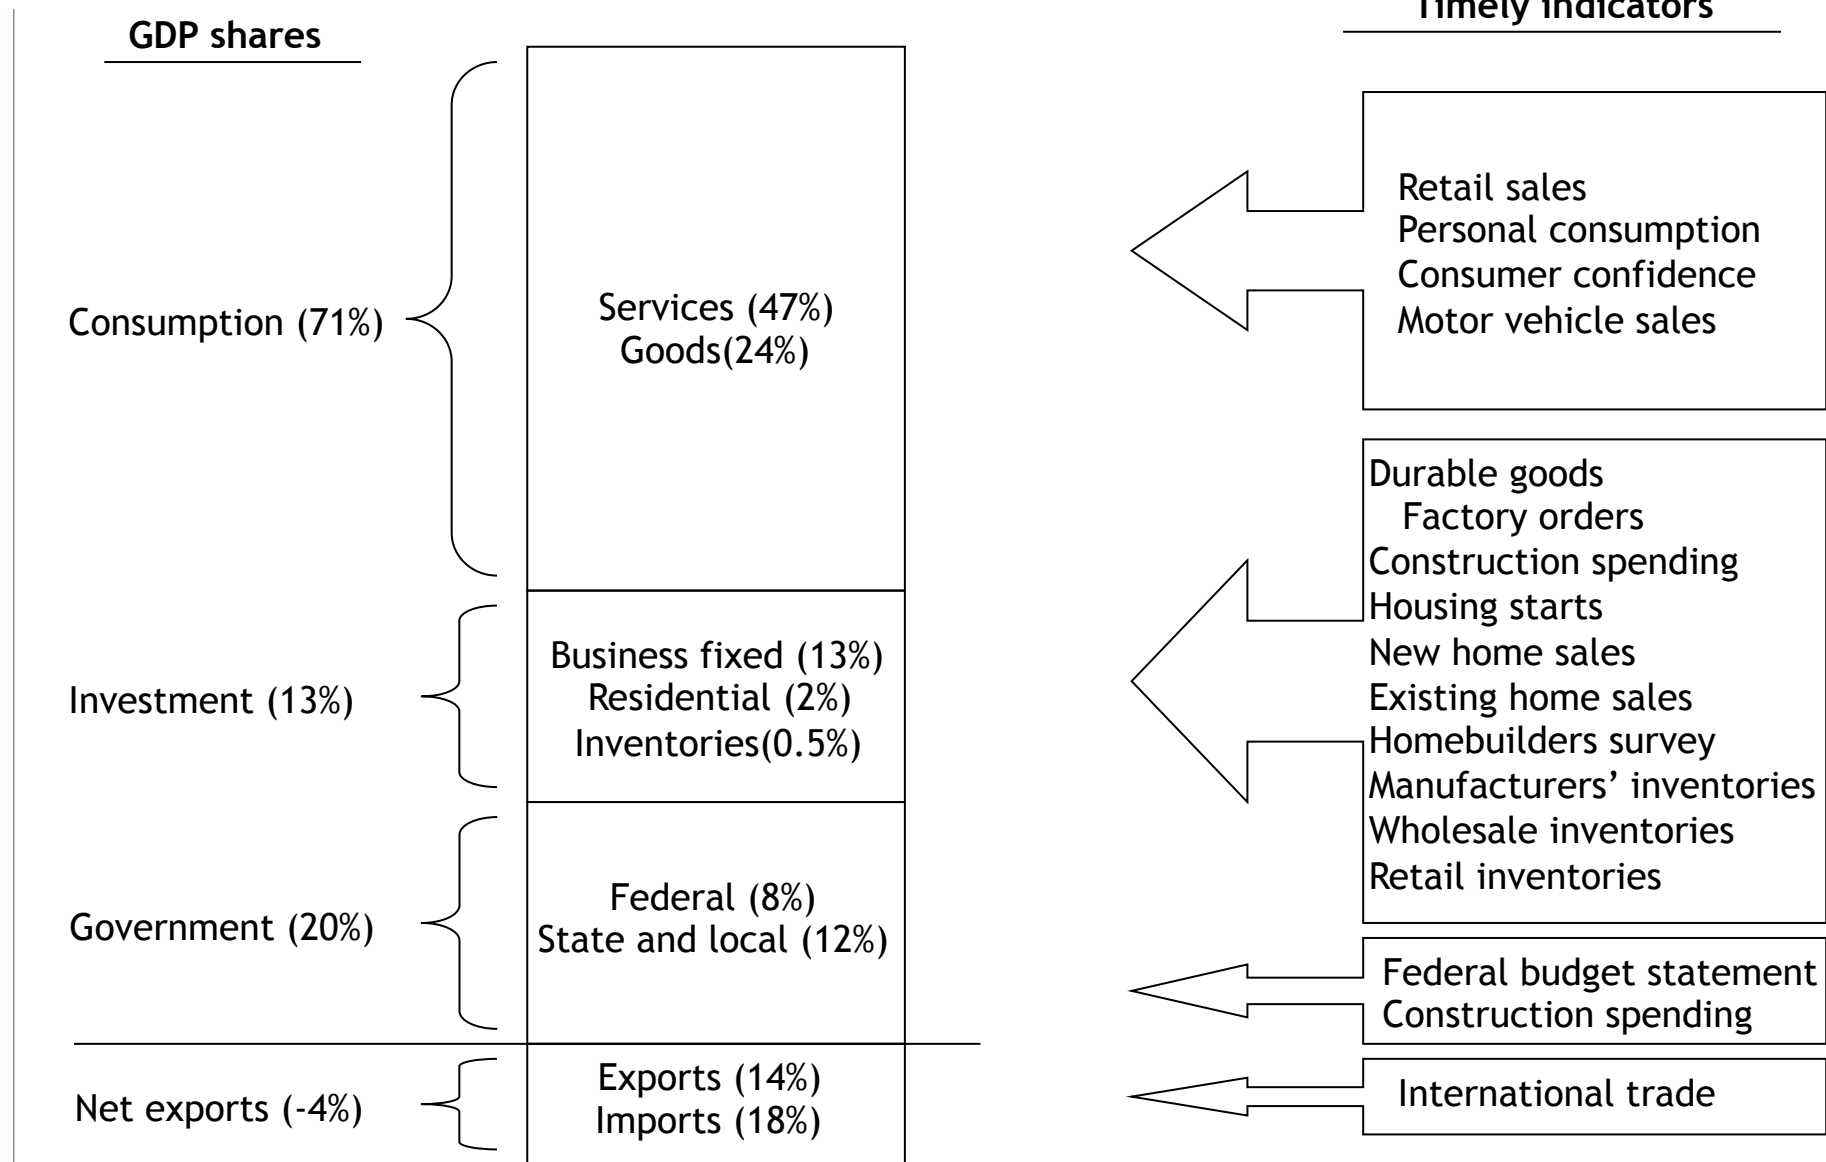 GDP shares
Timely indicators
Consumption (71%)
Services (47%)
Goods(24%)
Retail sales
Personal consumption
Consumer confidence
Motor vehicle sales
Investment (13%)
Business fixed (13%)
Residential (2%)
Inventories(0.5%)
Durable goods
Factory orders
Construction spending
Housing starts
New home sales
Existing home sales
Homebuilders survey
Manufacturers’ inventories
Wholesale inventories
Retail inventories
Government (20%)
Federal (8%)
State and local (12%)
Federal budget statement
Construction spending
Net exports (-4%)
Exports (14%)
Imports (18%)
International trade